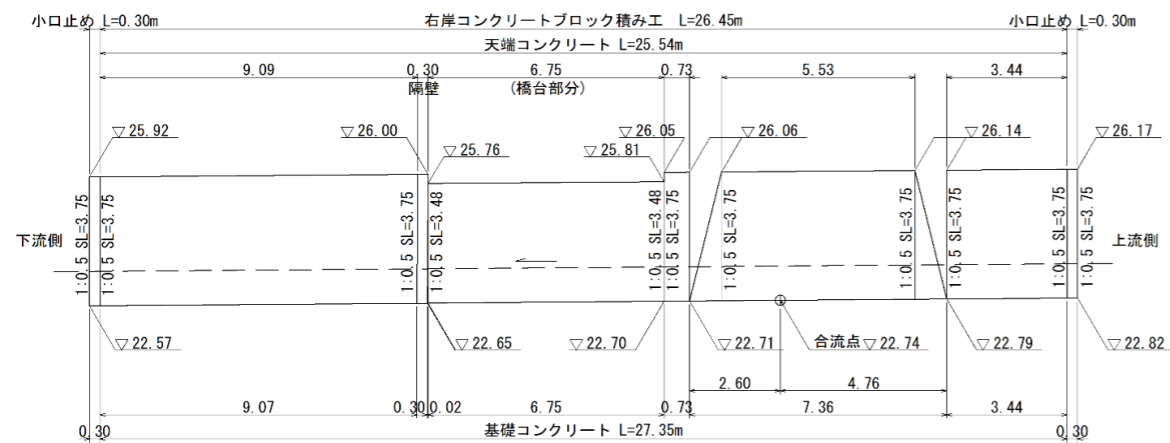 小口止め L=0.30m
右岸コンクリートブロック積み工 L=26.45m
小口止め L=0.30m
天端コンクリート L=25.54m
9.09
0.30
6.75
0.73
5.53
3.44
隔壁
(橋台部分)
▽25.92
▽26.00
▽25.76
▽25.81
▽26.05
▽26.06
▽26.14
▽26.17
下流側
1:0.5 SL=3.75
1:0.5 SL=3.75
1:0.5 SL=3.75
1:0.5 SL=3.48
1:0.5 SL=3.48
1:0.5 SL=3.75
1:0.5 SL=3.75
1:0.5 SL=3.75
1:0.5 SL=3.75
1:0.5 SL=3.75
1:0.5 SL=3.75
上流側
▽22.57
▽22.65
▽22.70
▽22.71
合流点 ▽22.74
▽22.79
▽22.82
2.60
4.76
9.07
0.30
0.02
6.75
0.73
7.36
3.44
0.30
基礎コンクリート L=27.35m
0.30